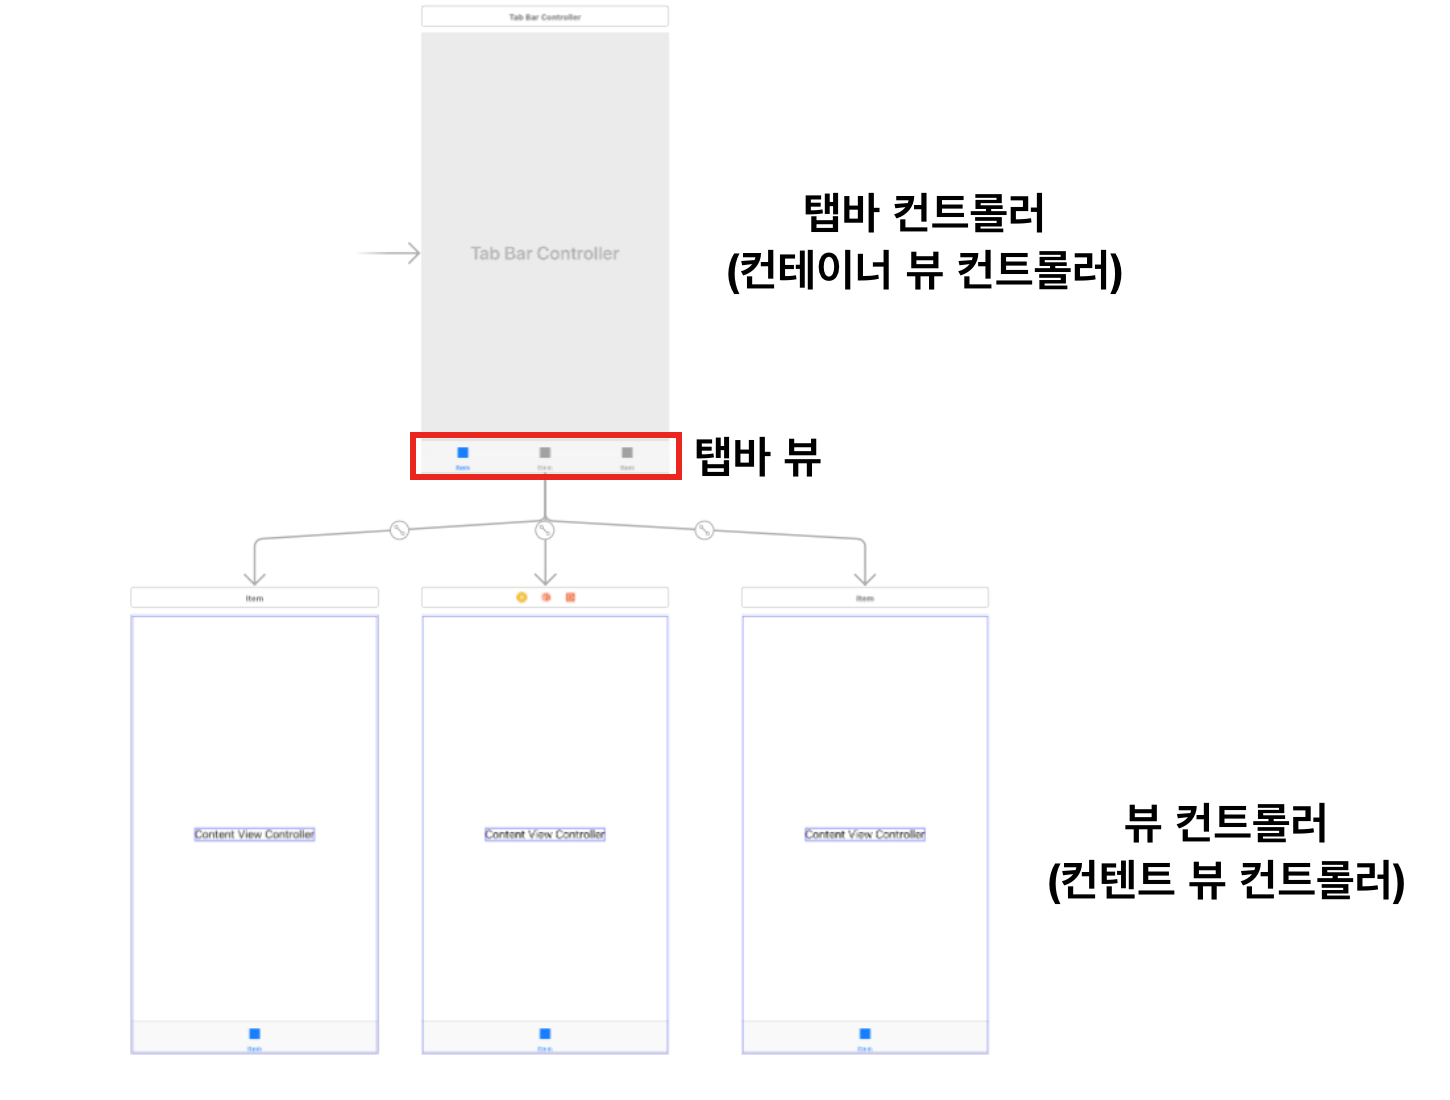 Tab Bar Controller
Tab Bar Controller
탭바 컨트롤러
(컨테이너 뷰 컨트롤러)
Item Item Item
탭바 뷰
Item
Item
Content View Controller
Content View Controller
Content View Controller
뷰 컨트롤러
(컨텐트 뷰 컨트롤러)
Item
Item
Item